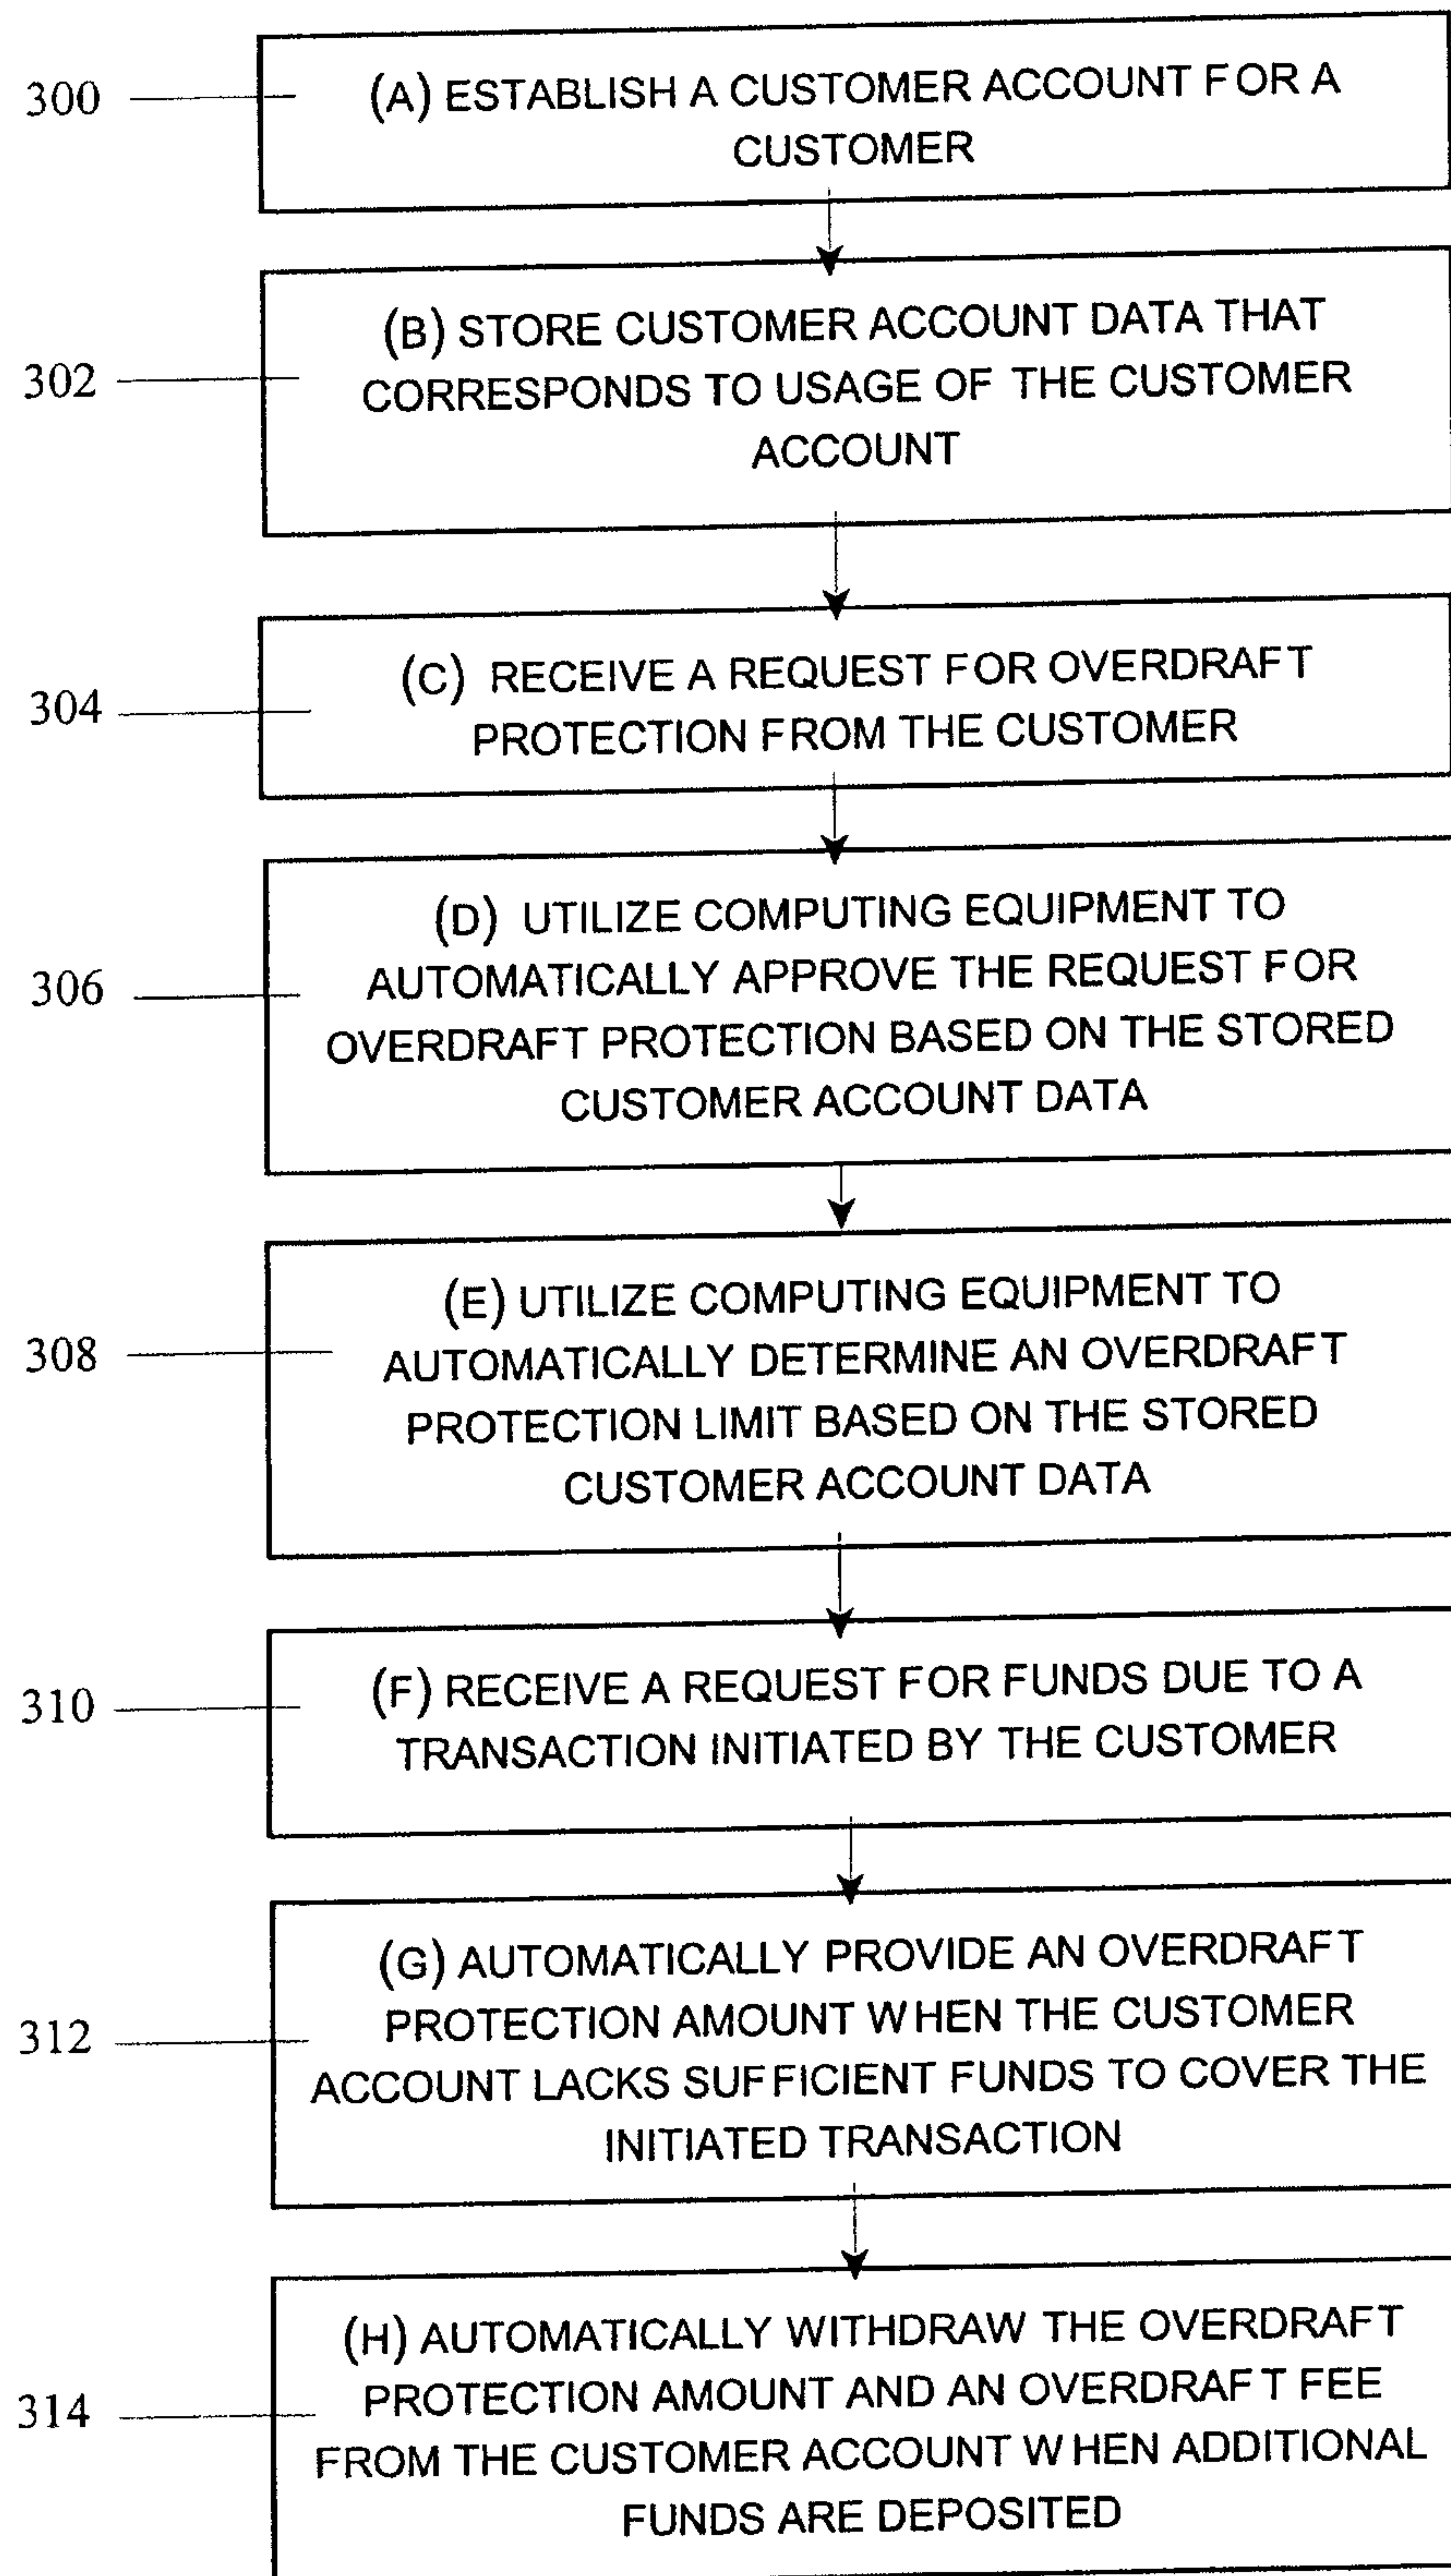 300
(A) ESTABLISH A CUSTOMER ACCOUNT FOR A
CUSTOMER
302
(B) STORE CUSTOMER ACCOUNT DATA THAT
CORRESPONDS TO USAGE OF THE CUSTOMER
ACCOUNT
304
(C) RECEIVE A REQUEST FOR OVERDRAFT
PROTECTION FROM THE CUSTOMER
306
(D) UTILIZE COMPUTING EQUIPMENT TO
AUTOMATICALLY APPROVE THE REQUEST FOR
OVERDRAFT PROTECTION BASED ON THE STORED
CUSTOMER ACCOUNT DATA
308
(E) UTILIZE COMPUTING EQUIPMENT TO
AUTOMATICALLY DETERMINE AN OVERDRAFT
PROTECTION LIMIT BASED ON THE STORED
CUSTOMER ACCOUNT DATA
310
(F) RECEIVE A REQUEST FOR FUNDS DUE TO A
TRANSACTION INITIATED BY THE CUSTOMER
312
(G) AUTOMATICALLY PROVIDE AN OVERDRAFT
PROTECTION AMOUNT WHEN THE CUSTOMER
ACCOUNT LACKS SUFFICIENT FUNDS TO COVER THE
INITIATED TRANSACTION
314
(H) AUTOMATICALLY WITHDRAW THE OVERDRAFT
PROTECTION AMOUNT AND AN OVERDRAFT FEE
FROM THE CUSTOMER ACCOUNT WHEN ADDITIONAL
FUNDS ARE DEPOSITED